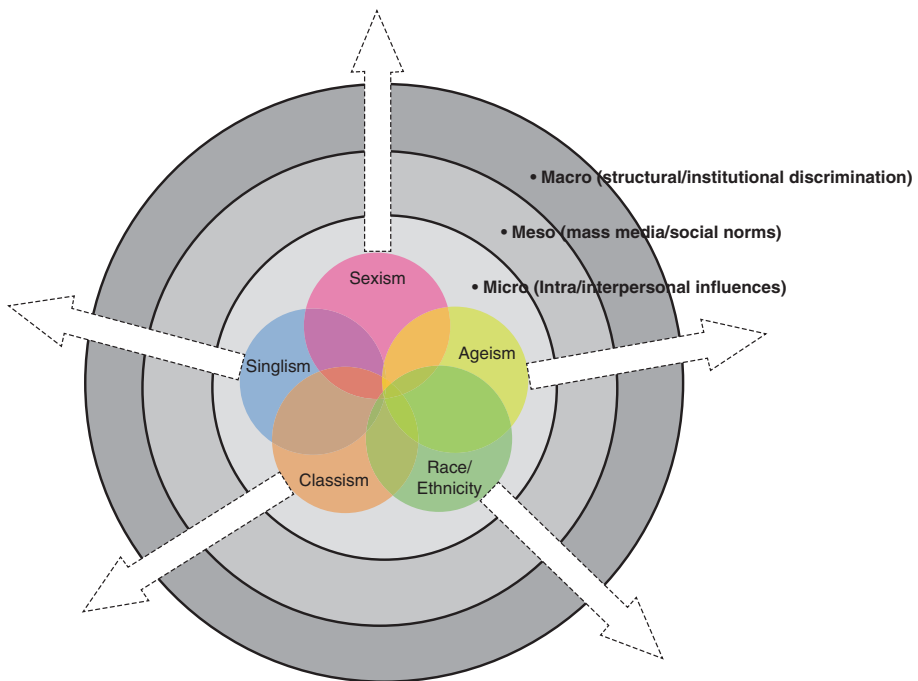 • Macro (structural/institutional discrimination)
• Meso (mass media/social norms)
Sexism
• Micro (Intra/interpersonal influences)
Ageism
Singlism
Race/
Ethnicity
Classism